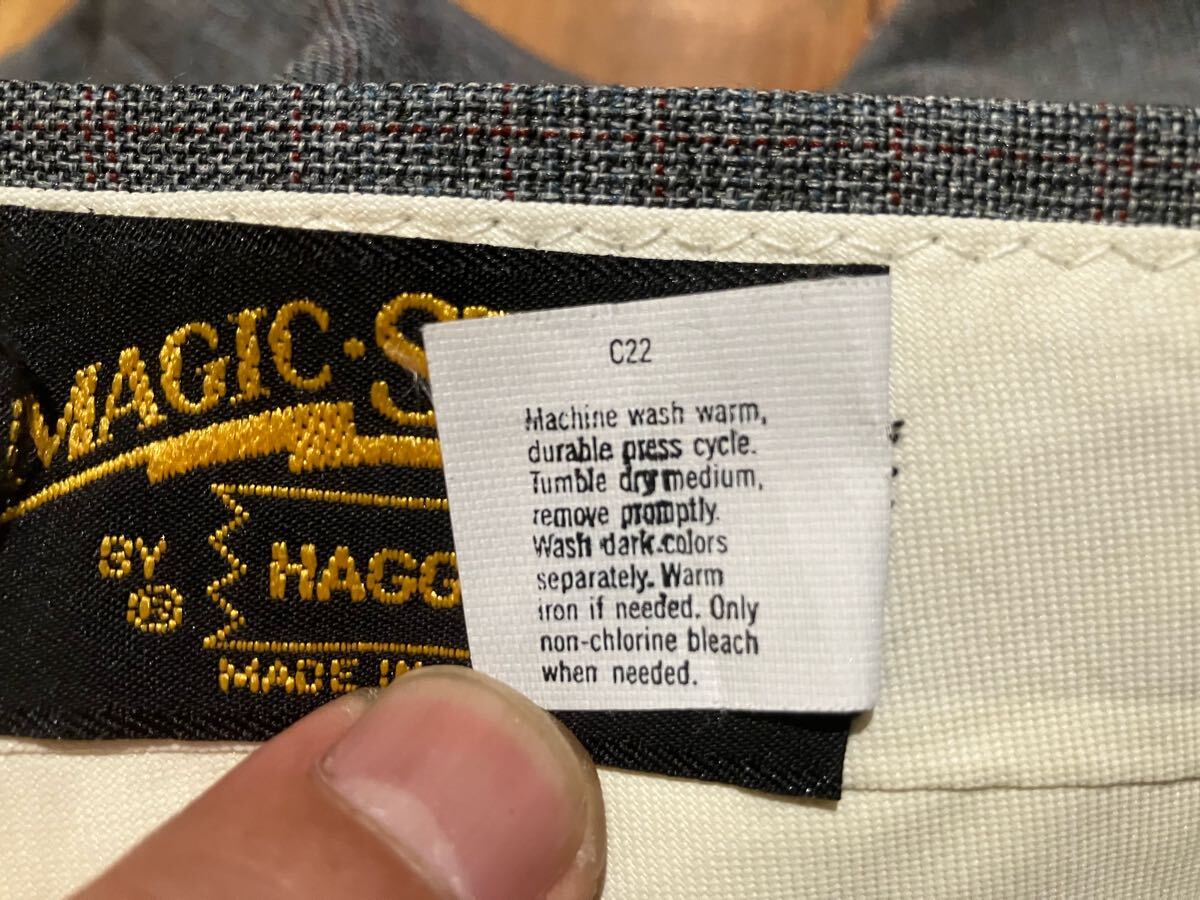 MAGIC·S
BY
HAGG
MADE IN
C22
Machine wash warm,
durable press cycle.
Tumble dry medium,
remove promptly.
Wash dark colors
separately. Warm
iron if needed. Only
non-chlorine bleach
when needed.